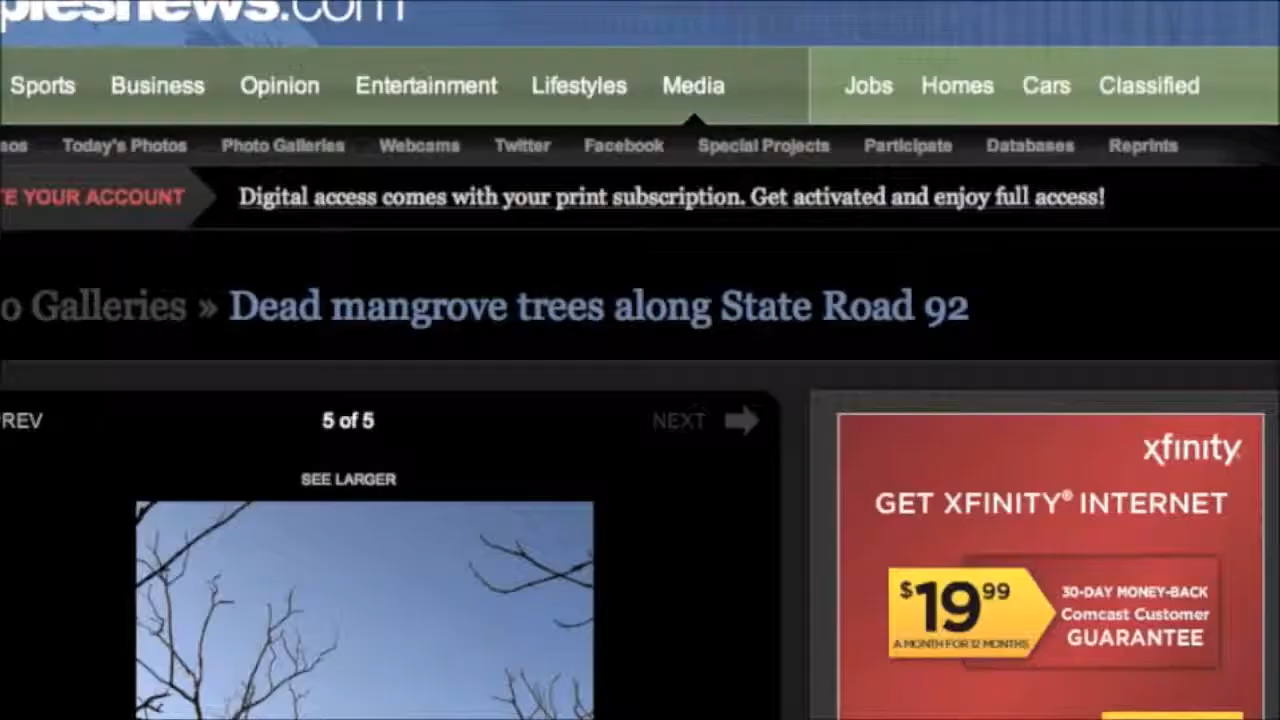 plesnews.com
Sports Business Opinion Entertainment Lifestyles Media Jobs Homes Cars Classified
Today's Photos Photo Galleries Webcams Twitter Facebook Special Projects Participate Databases Reprints
TE YOUR ACCOUNT Digital access comes with your print subscription. Get activated and enjoy full access!
o Galleries » Dead mangrove trees along State Road 92
PREV 5 of 5 NEXT
SEE LARGER
xfinity
GET XFINITY® INTERNET
$19.99 30-DAY MONEY-BACK
Comcast Customer
A MONTH FOR 12 MONTHS GUARANTEE